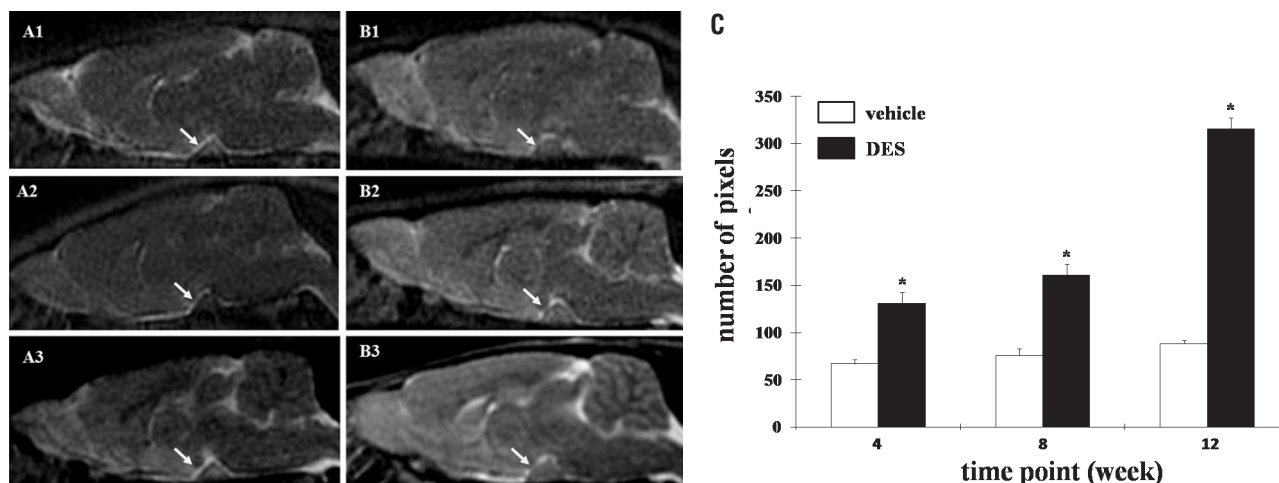 A1
B1
A2
B2
A3
B3
C
vehicle
DES
number of pixels
350
300
250
200
150
100
50
0
*
*
*
4
8
12
time point (week)